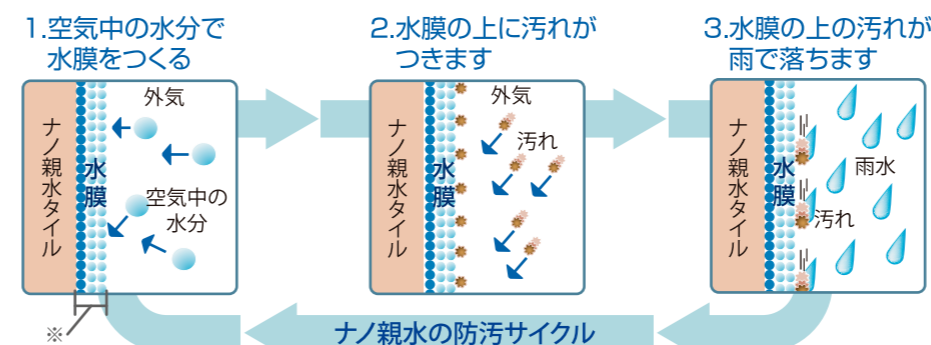 1.空気中の水分で
水膜をつくる
ナノ親水タイル
水膜
外気
空気中の
水分
※
2.水膜の上に汚れが
つきます
ナノ親水タイル
水膜
外気
汚れ
3.水膜の上の汚れが
雨で落ちます
ナノ親水タイル
水膜
雨水
汚れ
ナノ親水の防汚サイクル